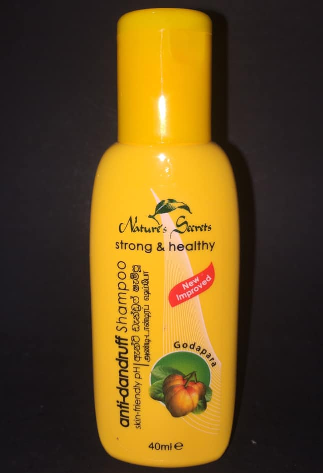 Nature's Secrets
strong & healthy
New
Improved
anti-dandruff Shampoo
skin-friendly pH
Godapara
40ml e